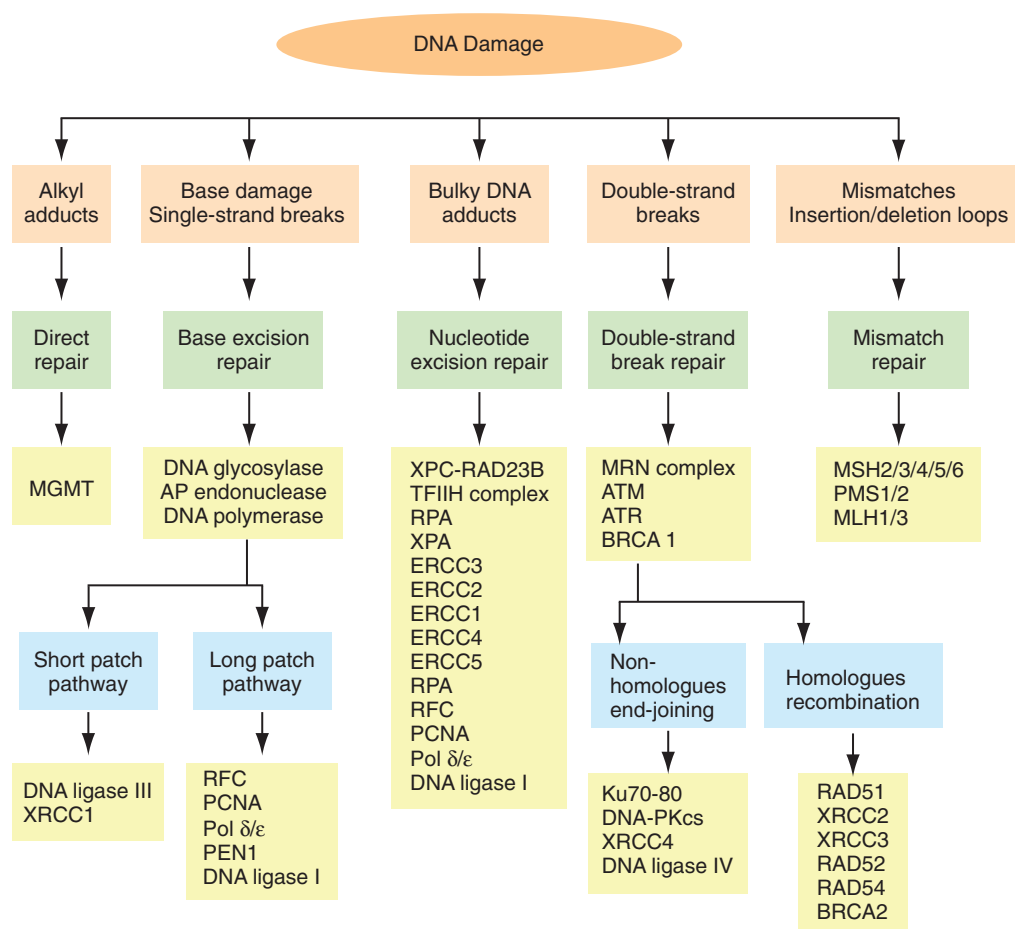 DNA Damage
Alkyl
adducts
Base damage
Single-strand breaks
Bulky DNA
adducts
Double-strand
breaks
Mismatches
Insertion/deletion loops
Direct
repair
Base excision
repair
Nucleotide
excision repair
Double-strand
break repair
Mismatch
repair
MGMT
DNA glycosylase
AP endonuclease
DNA polymerase
XPC-RAD23B
TFIIH complex
RPA
XPA
ERCC3
ERCC2
ERCC1
ERCC4
ERCC5
RPA
RFC
PCNA
Pol δ/ε
DNA ligase I
MRN complex
ATM
ATR
BRCA 1
MSH2/3/4/5/6
PMS1/2
MLH1/3
Short patch
pathway
Long patch
pathway
Non-
homologues
end-joining
Homologues
recombination
DNA ligase III
XRCC1
RFC
PCNA
Pol δ/ε
PEN1
DNA ligase I
Ku70-80
DNA-PKcs
XRCC4
DNA ligase IV
RAD51
XRCC2
XRCC3
RAD52
RAD54
BRCA2